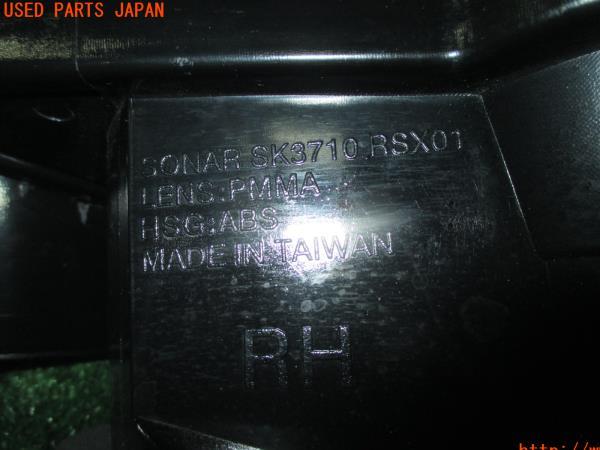 USED PARTS JAPAN
SONAR SK3710 RSX01
LENS:PMMA
HSG:ABS
MADE IN TAIWAN
RH